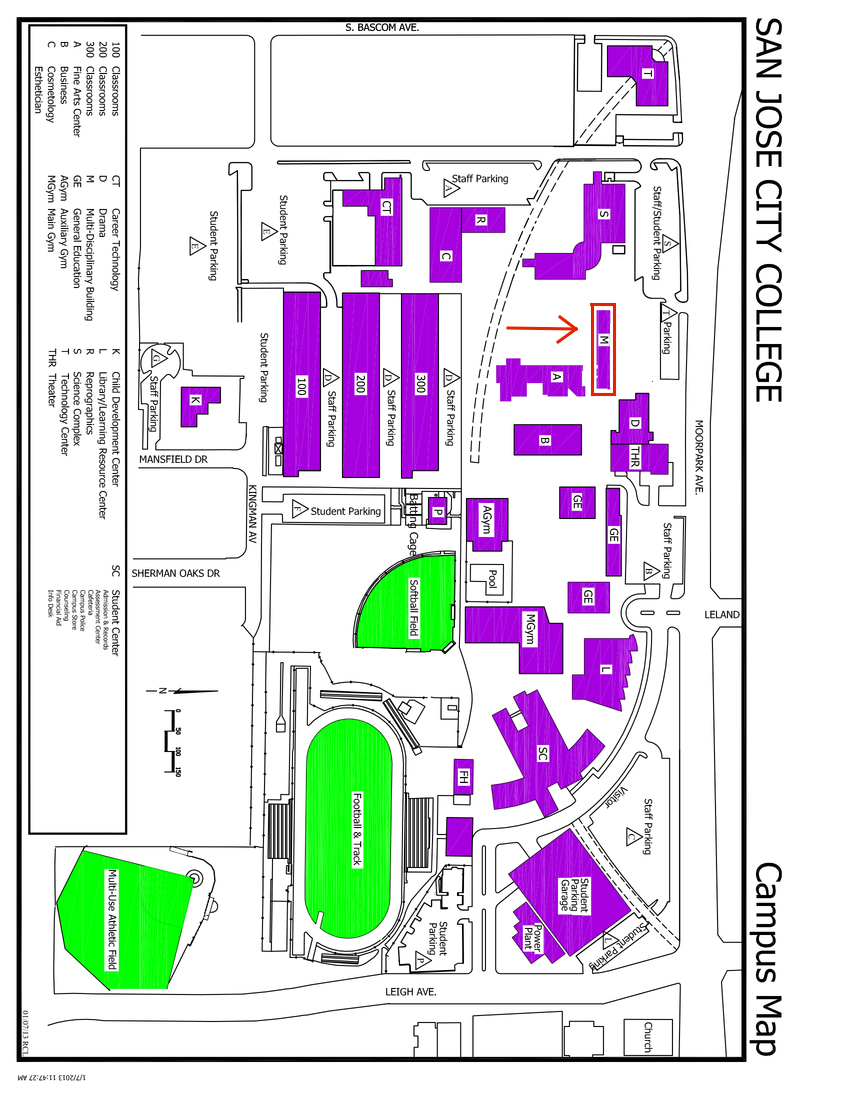 SAN JOSE CITY COLLEGE
Campus Map
S. BASCOM AVE.
MOORPARK AVE.
LELAND
LEIGH AVE.
MANSFIELD DR
KINGMAN AV
SHERMAN OAKS DR
T
Staff Parking
A
Staff/Student Parking
S
S
CT
R
C
Student Parking
E
Student Parking
E
T
Parking
M
A
B
D
THR
100
200
300
Student Parking
D
Staff Parking
D
Staff Parking
D
Staff Parking
G
Staff Parking
K
F
Student Parking
Batting Cage
P
AGym
Pool
GE
GE
GE
Staff Parking
B
Softball Field
MGym
L
SC
FH
Visitor
Staff Parking
C
Football & Track
Student
Parking
Garage
Power
Plant
Student Parking
L
Student
Parking
P
Multi-Use Athletic Field
Church
100 Classrooms
200 Classrooms
300 Classrooms
A Fine Arts Center
B Business
C Cosmetology
Esthetician
CT Career Technology
D Drama
M Multi-Disciplinary Building
GE General Education
AGym Auxiliary Gym
MGym Main Gym
K Child Development Center
L Library/Learning Resource Center
R Reprographics
S Science Complex
T Technology Center
THR Theater
SC Student Center
Admission & Records
Assessment Center
Cafeteria
Campus Police
Campus Store
Counseling
Financial Aid
Info Desk
N
0 50 100 150
01/07/13 RCL
1/7/2013 11:47:27 AM